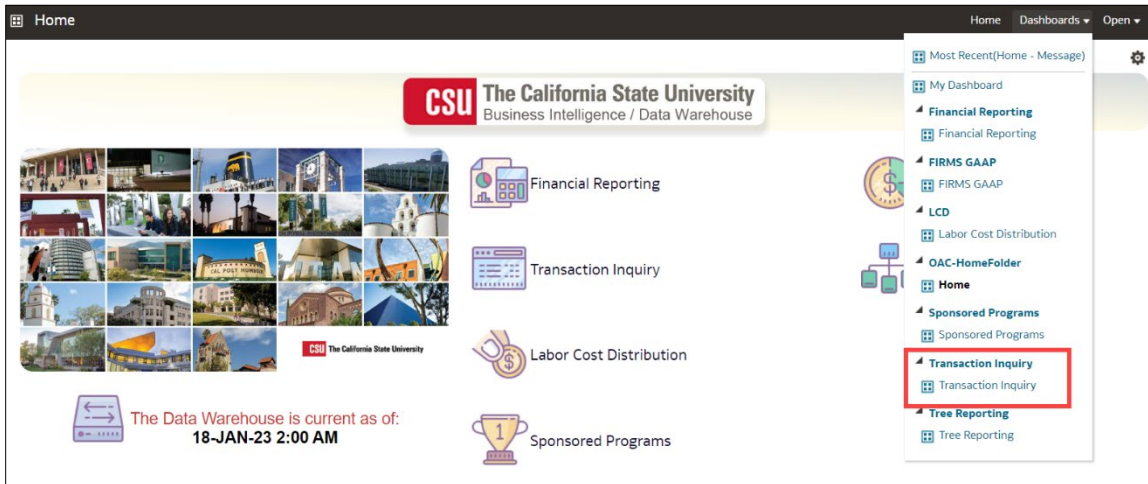 Home
Home Dashboards Open
Most Recent(Home - Message)
My Dashboard
Financial Reporting
Financial Reporting
FIRMS GAAP
FIRMS GAAP
LCD
Labor Cost Distribution
OAC-HomeFolder
Home
Sponsored Programs
Sponsored Programs
Transaction Inquiry
Transaction Inquiry
Tree Reporting
Tree Reporting
CSU The California State University
Business Intelligence / Data Warehouse
Financial Reporting
Transaction Inquiry
Labor Cost Distribution
Sponsored Programs
CAL POLY HUMBOLDT
CSU The California State University
The Data Warehouse is current as of:
18-JAN-23 2:00 AM